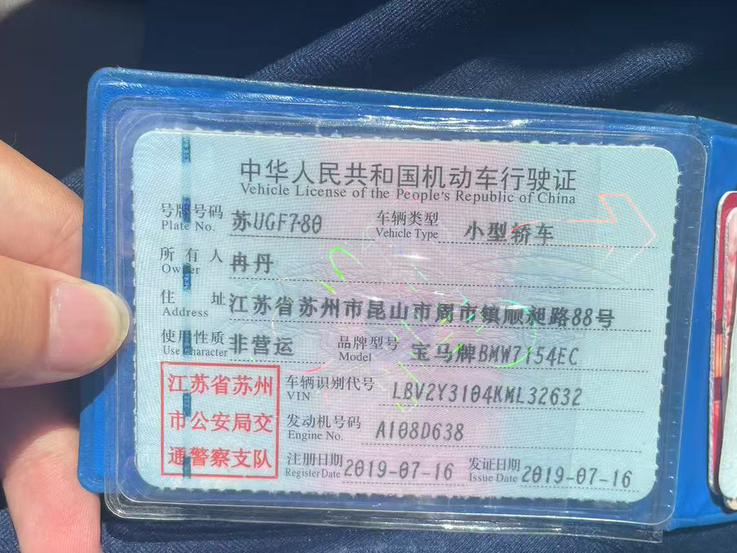 中华人民共和国机动车行驶证
Vehicle License of the People's Republic of China
号牌号码 苏UGF780 车辆类型 小型轿车
Plate No. Vehicle Type
所有人 冉丹
Owner
住址 江苏省苏州市昆山市周市镇顺昶路88号
Address
使用性质 非营运 品牌型号 宝马牌BMW7154EC
Use Character Model
江苏省苏州
市公安局交
通警察支队
车辆识别代号 LBV2Y3104KML32632
VIN
发动机号码 A108D638
Engine No.
注册日期 2019-07-16 发证日期 2019-07-16
Register Date Issue Date